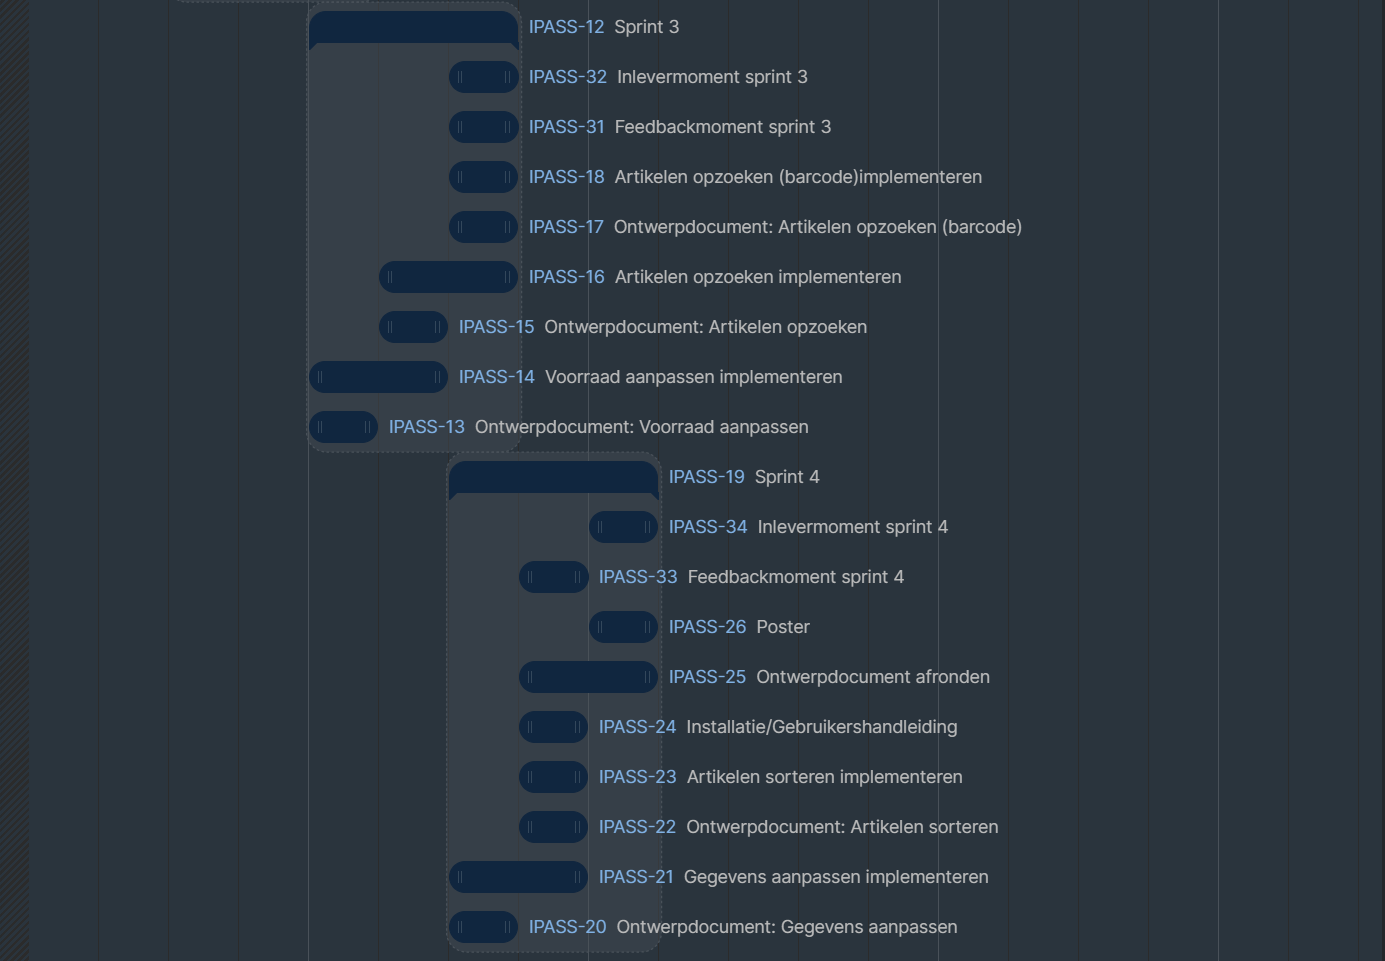 IPASS-12 Sprint 3
IPASS-32 Inlevermoment sprint 3
IPASS-31 Feedbackmoment sprint 3
IPASS-18 Artikelen opzoeken (barcode)implementeren
IPASS-17 Ontwerpdocument: Artikelen opzoeken (barcode)
IPASS-16 Artikelen opzoeken implementeren
IPASS-15 Ontwerpdocument: Artikelen opzoeken
IPASS-14 Voorraad aanpassen implementeren
IPASS-13 Ontwerpdocument: Voorraad aanpassen
IPASS-19 Sprint 4
IPASS-34 Inlevermoment sprint 4
IPASS-33 Feedbackmoment sprint 4
IPASS-26 Poster
IPASS-25 Ontwerpdocument afronden
IPASS-24 Installatie/Gebruikershandleiding
IPASS-23 Artikelen sorteren implementeren
IPASS-22 Ontwerpdocument: Artikelen sorteren
IPASS-21 Gegevens aanpassen implementeren
IPASS-20 Ontwerpdocument: Gegevens aanpassen